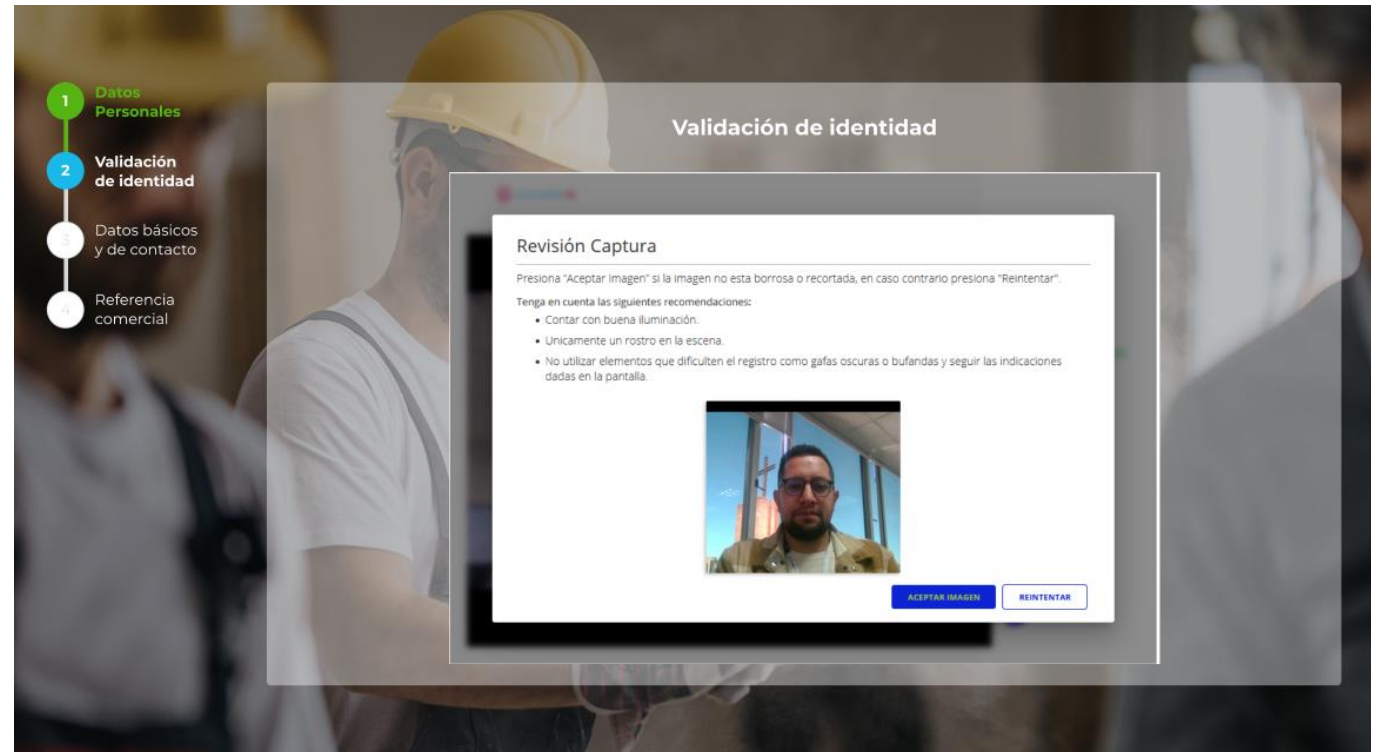 1
Datos
Personales
2
Validación
de identidad
3
Datos básicos
y de contacto
4
Referencia
comercial
Validación de identidad
Revisión Captura
Presiona "Aceptar Imagen" si la imagen no esta borrosa o recortada, en caso contrario presiona "Reintentar".
Tenga en cuenta las siguientes recomendaciones:
• Contar con buena iluminación.
• Unicamente un rostro en la escena.
• No utilizar elementos que dificulten el registro como gafas oscuras o bufandas y seguir las indicaciones
dadas en la pantalla.
ACEPTAR IMAGEN
REINTENTAR